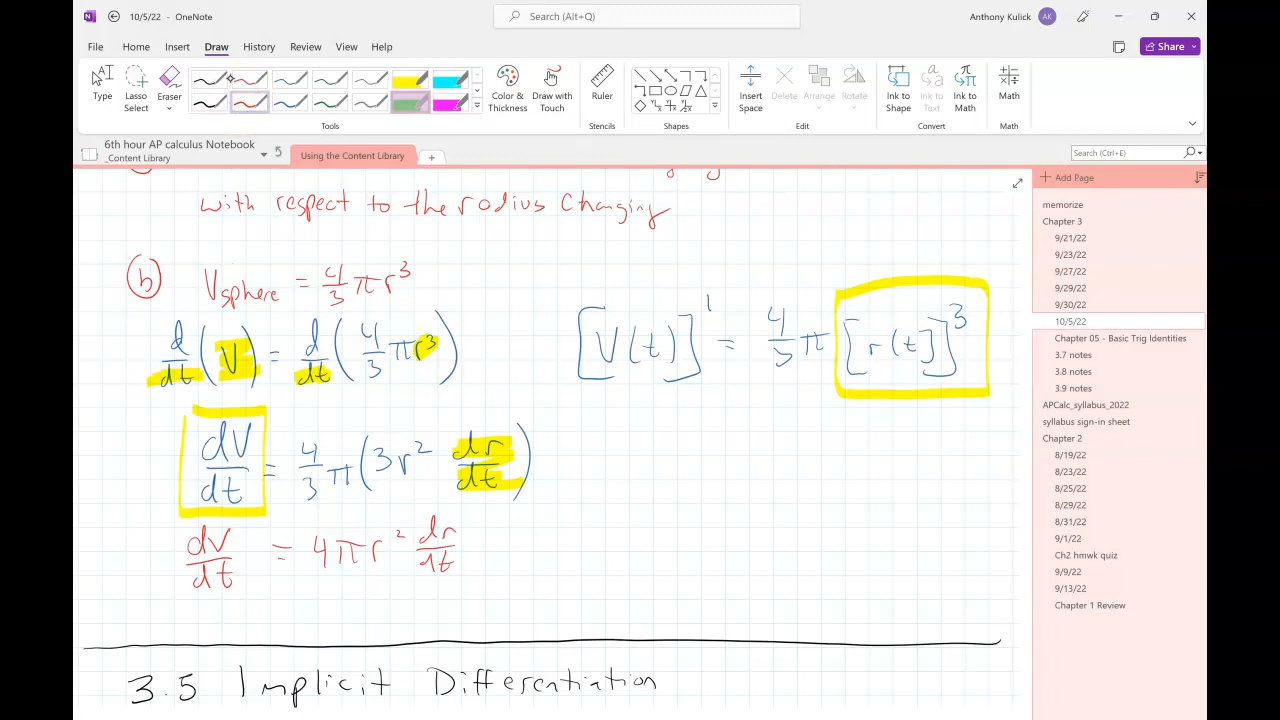 10/5/22 - OneNote
Search (Alt+Q)
Anthony Kulick
AK
File Home Insert Draw History Review View Help
Share
Type
Lasso Select
Eraser
Color & Thickness
Draw with Touch
Ruler
Insert Space
Delete
Arrange
Rotate
Ink to Shape
Ink to Text
Ink to Math
Math
Tools
Stencils
Shapes
Edit
Convert
Math
6th hour AP calculus Notebook
_Content Library
Using the Content Library
Search (Ctrl+E)
Add Page
memorize
Chapter 3
9/21/22
9/23/22
9/27/22
9/29/22
9/30/22
10/5/22
Chapter 05 - Basic Trig Identities
3.7 notes
3.8 notes
3.9 notes
APCalc_syllabus_2022
syllabus sign-in sheet
Chapter 2
8/19/22
8/23/22
8/25/22
8/29/22
8/31/22
9/1/22
Ch2 hmwk quiz
9/9/22
9/13/22
Chapter 1 Review
with respect to the radius changing
(b) V sphere = 4/3 πr³
d/dt (V) = d/dt (4/3 πr³)
[V(t)]¹ = 4/3 π [r(t)]³
dV/dt = 4/3 π (3r² dr/dt)
dV/dt = 4πr² dr/dt
3.5 Implicit Differentiation